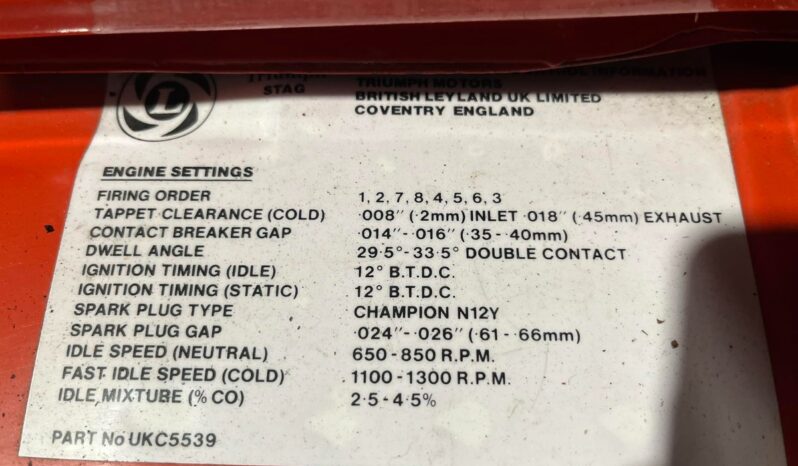 Triumph INFORMATION
STAG TRIUMPH MOTORS
L BRITISH LEYLAND UK LIMITED
COVENTRY ENGLAND
ENGINE SETTINGS
FIRING ORDER 1, 2, 7, 8, 4, 5, 6, 3
TAPPET CLEARANCE (COLD) ·008″ (·2mm) INLET ·018″ (·45mm) EXHAUST
CONTACT BREAKER GAP ·014″-·016″ (·35-·40mm)
DWELL ANGLE 29·5°-33·5° DOUBLE CONTACT
IGNITION TIMING (IDLE) 12° B.T.D.C.
IGNITION TIMING (STATIC) 12° B.T.D.C.
SPARK PLUG TYPE CHAMPION N12Y
SPARK PLUG GAP ·024″-·026″ (·61-·66mm)
IDLE SPEED (NEUTRAL) 650-850 R.P.M.
FAST IDLE SPEED (COLD) 1100-1300 R.P.M.
IDLE MIXTUBE (% CO) 2·5-4·5%
PART No UKC5539